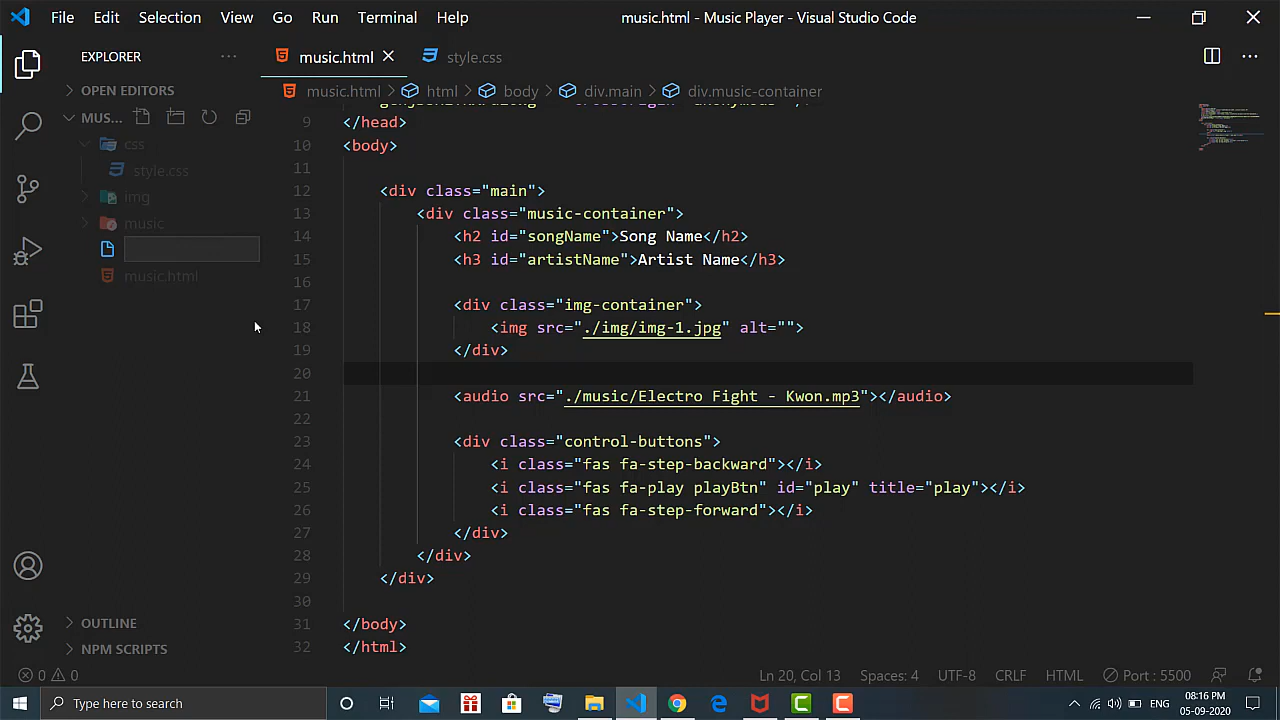 File Edit Selection View Go Run Terminal Help
music.html - Music Player - Visual Studio Code
EXPLORER
music.html
style.css
OPEN EDITORS
music.html > html > body > div.main > div.music-container
MUS...
css
style.css
img
music
music.html
OUTLINE
NPM SCRIPTS
9 </head>
10 <body>
11
12 <div class="main">
13 <div class="music-container">
14 <h2 id="songName">Song Name</h2>
15 <h3 id="artistName">Artist Name</h3>
16
17 <div class="img-container">
18 <img src="./img/img-1.jpg" alt="">
19 </div>
20
21 <audio src="./music/Electro Fight - Kwon.mp3"></audio>
22
23 <div class="control-buttons">
24 <i class="fas fa-step-backward"></i>
25 <i class="fas fa-play playBtn" id="play" title="play"></i>
26 <i class="fas fa-step-forward"></i>
27 </div>
28 </div>
29 </div>
30
31 </body>
32 </html>
0 0
Ln 20, Col 13 Spaces: 4 UTF-8 CRLF HTML Port : 5500
Type here to search
ENG
08:16 PM
05-09-2020